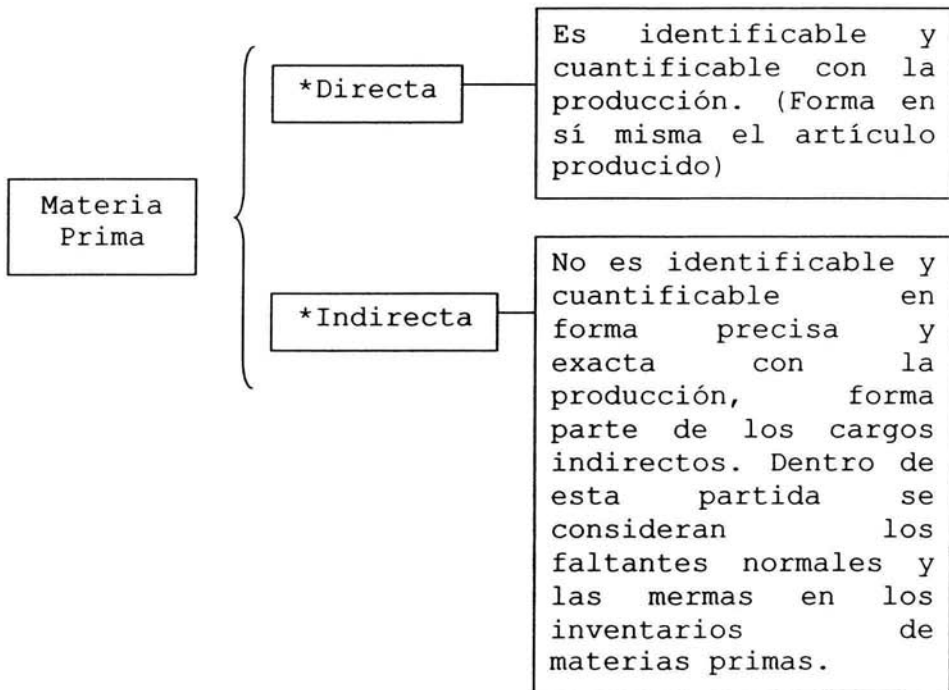 Materia
Prima
*Directa
Es identificable y
cuantificable con la
producción. (Forma en
sí misma el artículo
producido)
*Indirecta
No es identificable y
cuantificable en
forma precisa y
exacta con la
producción, forma
parte de los cargos
indirectos. Dentro de
esta partida se
consideran los
faltantes normales y
las mermas en los
inventarios de
materias primas.